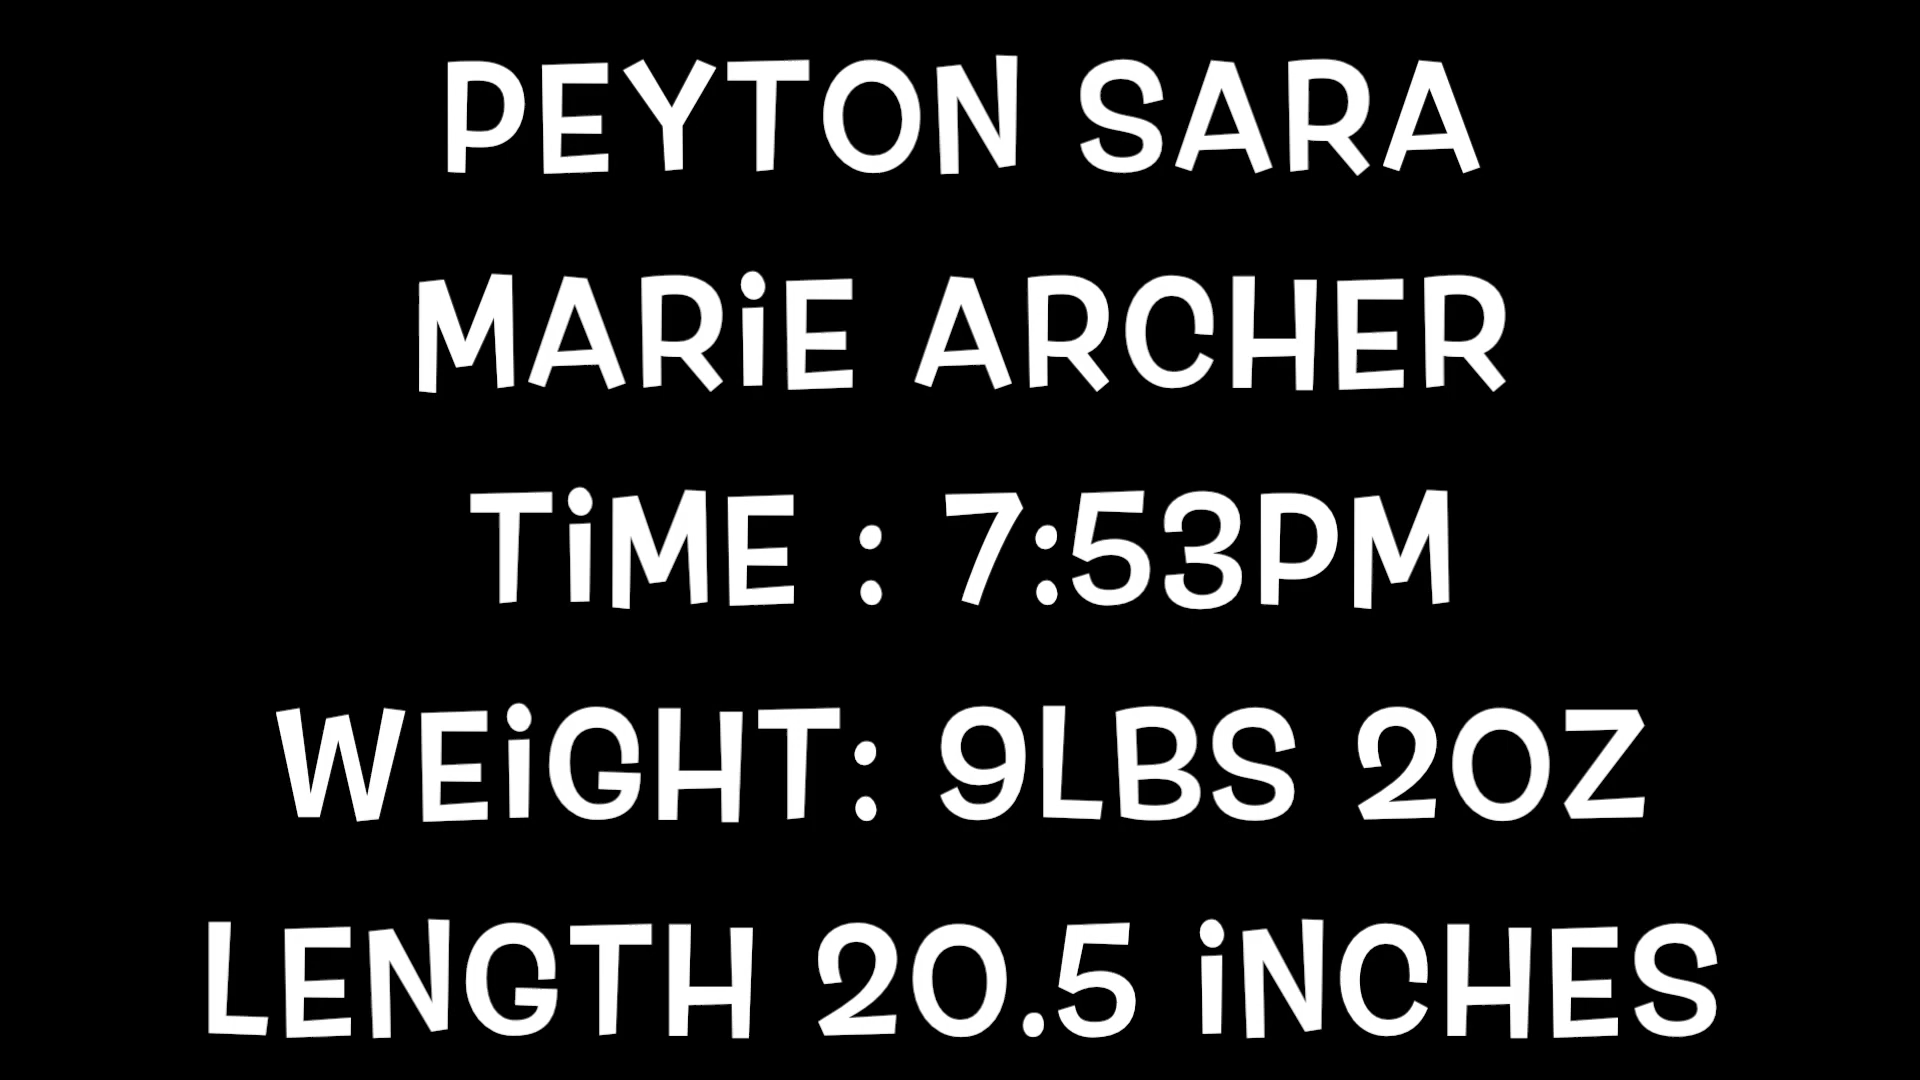 PEYTON SARA
MARiE ARCHER
TiME : 7:53PM
WEiGHT: 9LBS 2OZ
LENGTH 20.5 iNCHES